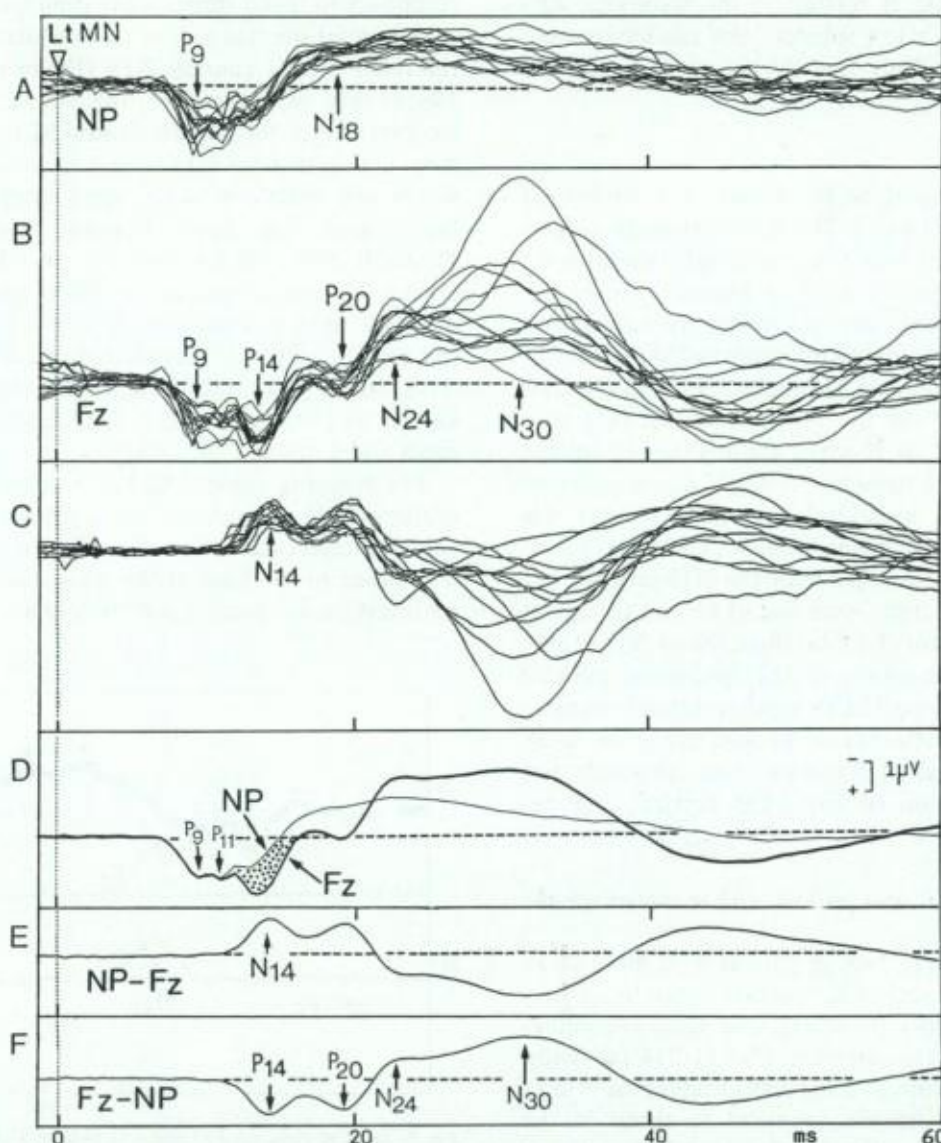 Lt MN
A
P9
NP
N18
B
P20
P9
P14
Fz
N24
N30
C
N14
D
- 1μV
+
NP
P9
P11
Fz
E
N14
NP-Fz
F
P14
P20
Fz-NP
N24
N30
0 20 40 ms 60